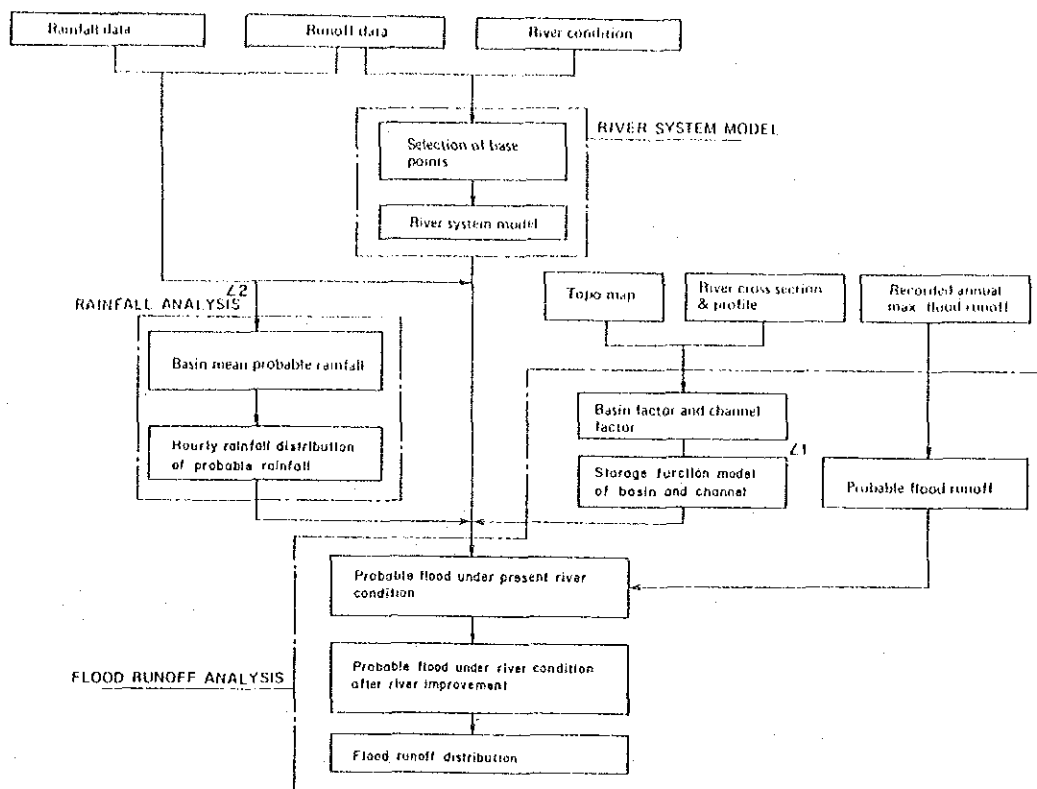 Rainfall data
Runoff data
River condition
RIVER SYSTEM MODEL
Selection of base
points
River system model
∠2
RAINFALL ANALYSIS
Topo map
River cross section
& profile
Recorded annual
max. flood runoff
Basin mean probable rainfall
Basin factor and channel
factor
Hourly rainfall distribution
of probable rainfall
∠1
Storage function model
of basin and channel
Probable flood runoff
Probable flood under present river
condition
FLOOD RUNOFF ANALYSIS
Probable flood under river condition
after river improvement
Flood runoff distribution